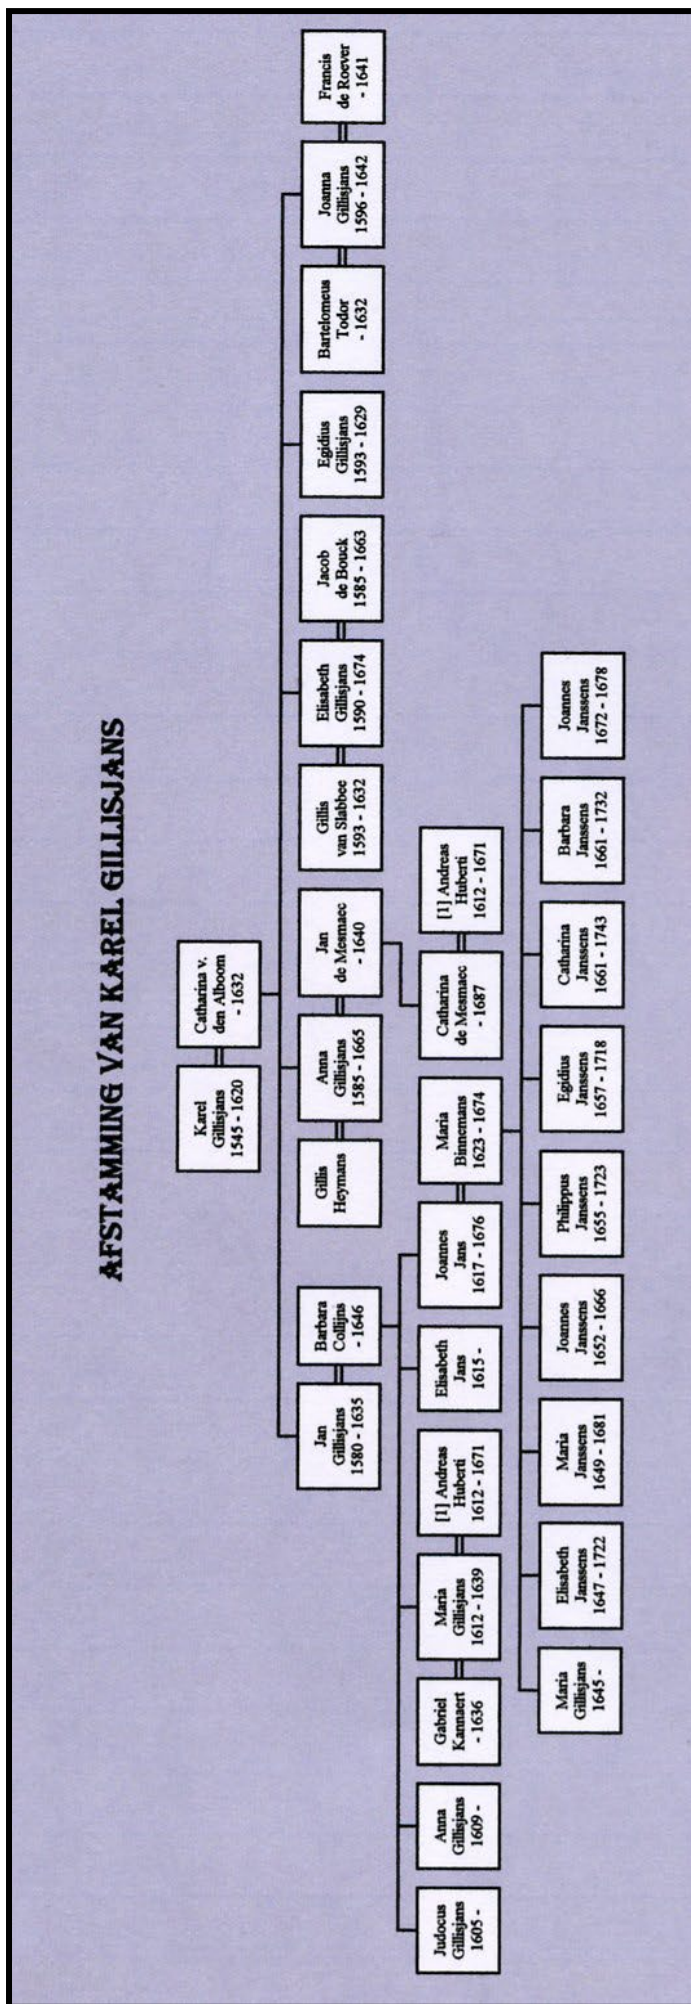 AFSTAMMING VAN KAREL GILLISJANS
Karel
Gillisjans
1545 - 1620
Catharina v.
den Alboom
- 1632
Jan
Gillisjans
1580 - 1635
Barbara
Collijns
- 1646
Gillis
Heymans
Anna
Gillisjans
1585 - 1665
Jan
de Mesmaec
- 1640
Gillis
van Slabbee
1593 - 1632
Elisabeth
Gillisjans
1590 - 1674
Jacob
de Bouck
1585 - 1663
Egidius
Gillisjans
1593 - 1629
Bartelomeus
Todor
- 1632
Joanna
Gillisjans
1596 - 1642
Francis
de Roever
- 1641
Judocus
Gillisjans
1605 -
Anna
Gillisjans
1609 -
Gabriel
Kannaert
- 1636
Maria
Gillisjans
1612 - 1639
[1] Andreas
Huberti
1612 - 1671
Elisabeth
Jans
1615 -
Joannes
Jans
1617 - 1676
Maria
Binnemans
1623 - 1674
Catharina
de Mesmaec
- 1687
[1] Andreas
Huberti
1612 - 1671
Maria
Gillisjans
1645 -
Elisabeth
Janssens
1647 - 1722
Maria
Janssens
1649 - 1681
Joannes
Janssens
1652 - 1666
Philippus
Janssens
1655 - 1723
Egidius
Janssens
1657 - 1718
Catharina
Janssens
1661 - 1743
Barbara
Janssens
1661 - 1732
Joannes
Janssens
1672 - 1678